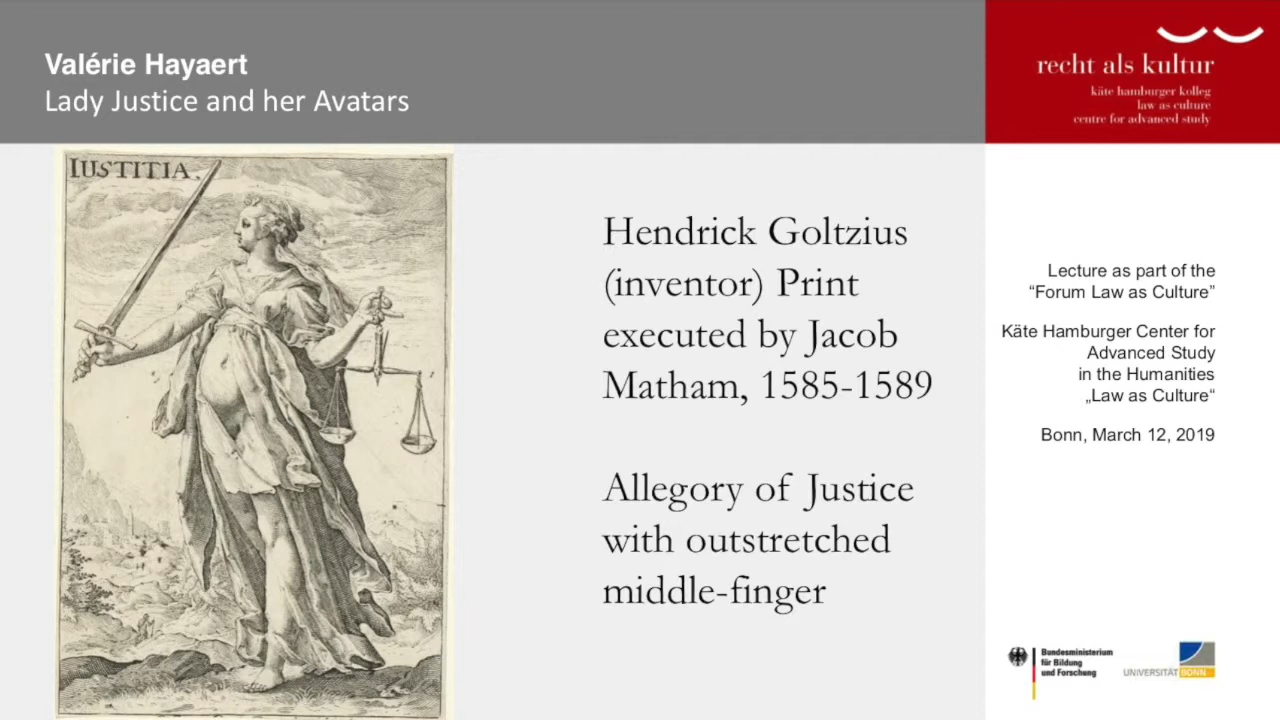 Valérie Hayaert
Lady Justice and her Avatars
recht als kultur
käte hamburger kolleg
law as culture
centre for advanced study
IUSTITIA.
Hendrick Goltzius
(inventor) Print
executed by Jacob
Matham, 1585-1589
Allegory of Justice
with outstretched
middle-finger
Lecture as part of the
“Forum Law as Culture”
Käte Hamburger Center for
Advanced Study
in the Humanities
„Law as Culture“
Bonn, March 12, 2019
Bundesministerium
für Bildung
und Forschung
UNIVERSITÄT BONN